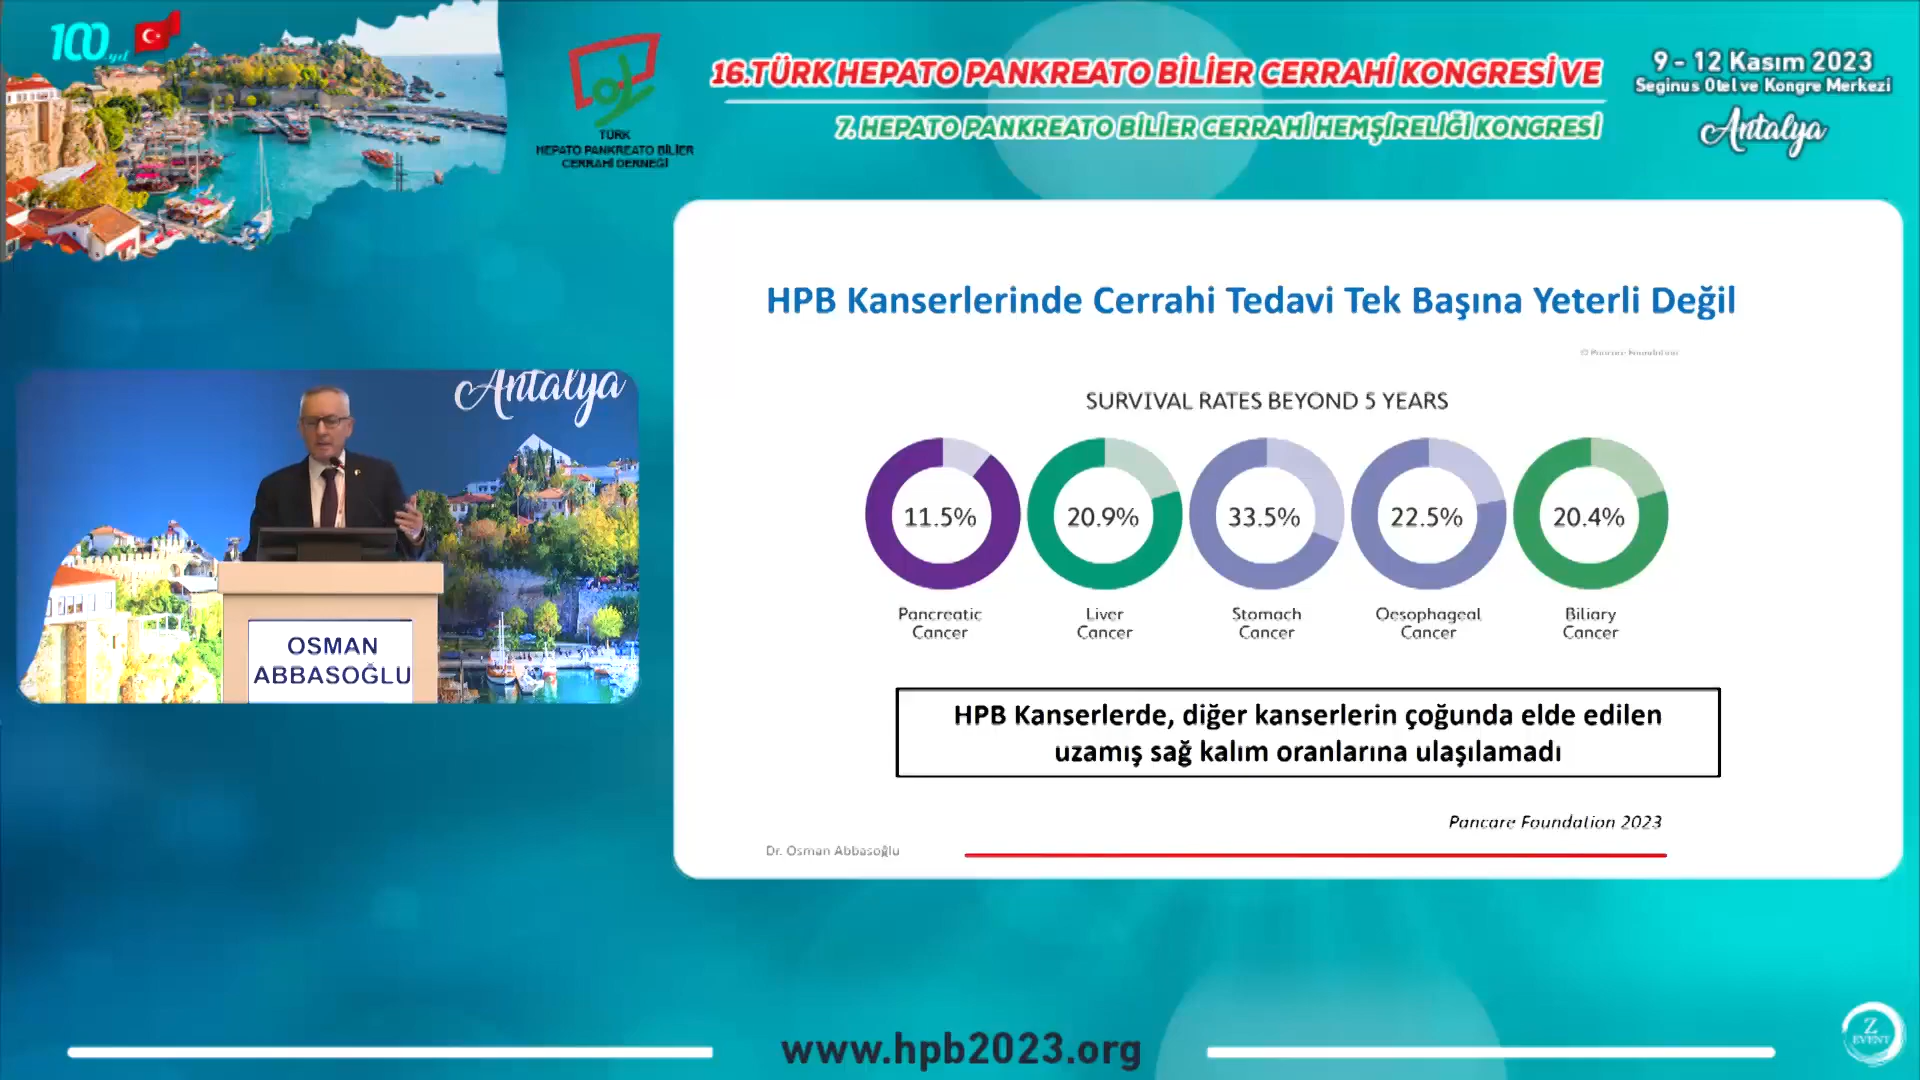 100.yıl
TÜRK
HEPATO PANKREATO BİLİER
CERRAHİ DERNEĞİ
16.TÜRK HEPATO PANKREATO BİLİER CERRAHİ KONGRESİ VE
7. HEPATO PANKREATO BİLİER CERRAHİ HEMŞİRELİĞİ KONGRESİ
9 - 12 Kasım 2023
Seginus Otel ve Kongre Merkezi
Antalya
Antalya
OSMAN
ABBASOĞLU
HPB Kanserlerinde Cerrahi Tedavi Tek Başına Yeterli Değil
© Pancare Foundation
SURVIVAL RATES BEYOND 5 YEARS
11.5% 20.9% 33.5% 22.5% 20.4%
Pancreatic Liver Stomach Oesophageal Biliary
Cancer Cancer Cancer Cancer Cancer
HPB Kanserlerde, diğer kanserlerin çoğunda elde edilen
uzamış sağ kalım oranlarına ulaşılamadı
Pancare Foundation 2023
Dr. Osman Abbasoğlu
www.hpb2023.org
Z
EVENT